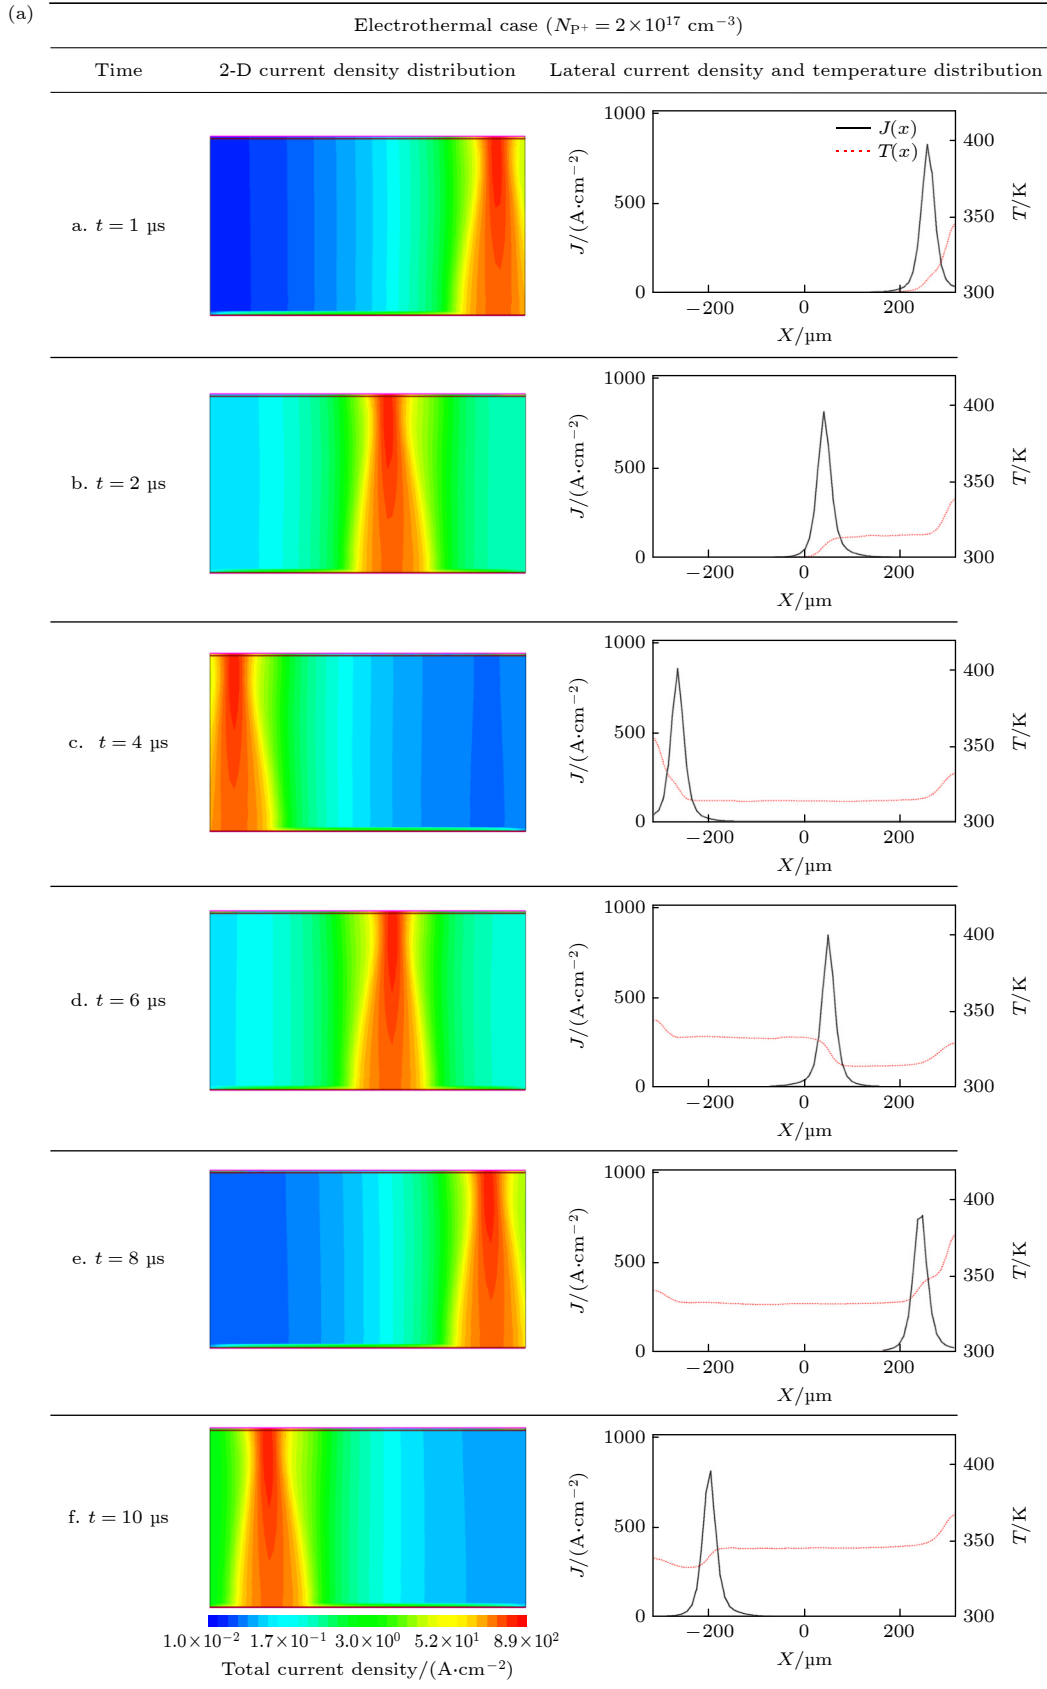 (a)
Electrothermal case (N_P+ = 2×10^17 cm^−3)
Time 2-D current density distribution Lateral current density and temperature distribution
a. t = 1 µs
J/(A·cm^−2)
1000
500
0
J(x)
T(x)
400
350
300
T/K
−200 0 200
X/µm
b. t = 2 µs
J/(A·cm^−2)
1000
500
0
400
350
300
T/K
−200 0 200
X/µm
c. t = 4 µs
J/(A·cm^−2)
1000
500
0
400
350
300
T/K
−200 0 200
X/µm
d. t = 6 µs
J/(A·cm^−2)
1000
500
0
400
350
300
T/K
−200 0 200
X/µm
e. t = 8 µs
J/(A·cm^−2)
1000
500
0
400
350
300
T/K
−200 0 200
X/µm
f. t = 10 µs
J/(A·cm^−2)
1000
500
0
400
350
300
T/K
−200 0 200
X/µm
1.0×10^−2 1.7×10^−1 3.0×10^0 5.2×10^1 8.9×10^2
Total current density/(A·cm^−2)